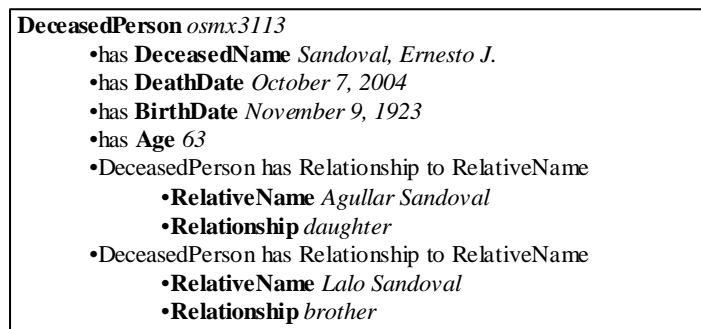 DeceasedPerson osmx3113
•has DeceasedName Sandoval, Ernesto J.
•has DeathDate October 7, 2004
•has BirthDate November 9, 1923
•has Age 63
•DeceasedPerson has Relationship to RelativeName
•RelativeName Agullar Sandoval
•Relationship daughter
•DeceasedPerson has Relationship to RelativeName
•RelativeName Lalo Sandoval
•Relationship brother